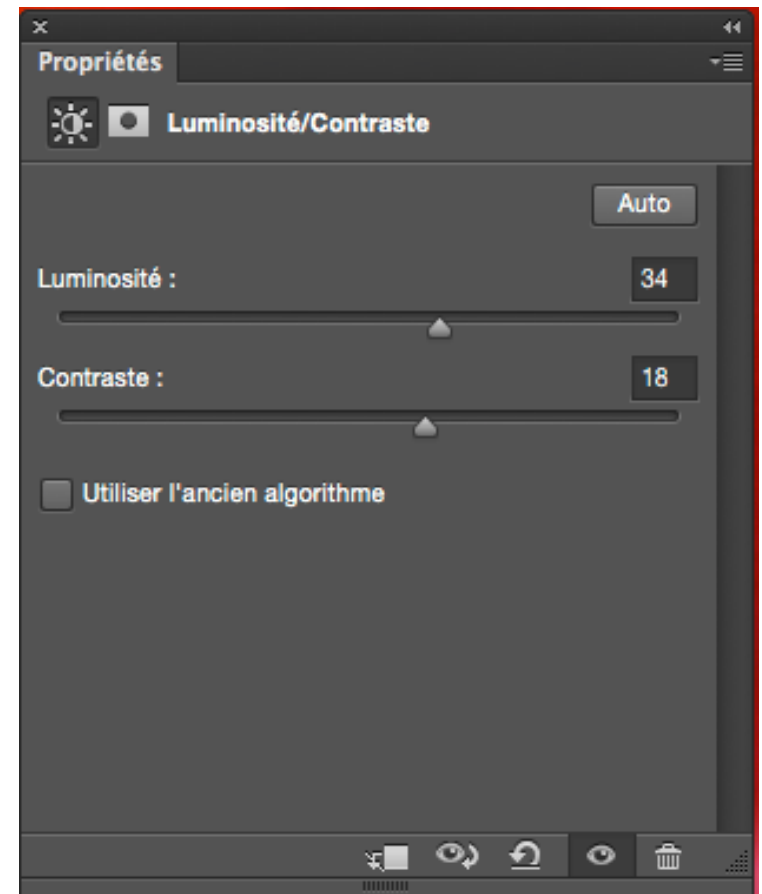 Propriétés
Luminosité/Contraste
Auto
Luminosité : 34
Contraste : 18
Utiliser l'ancien algorithme